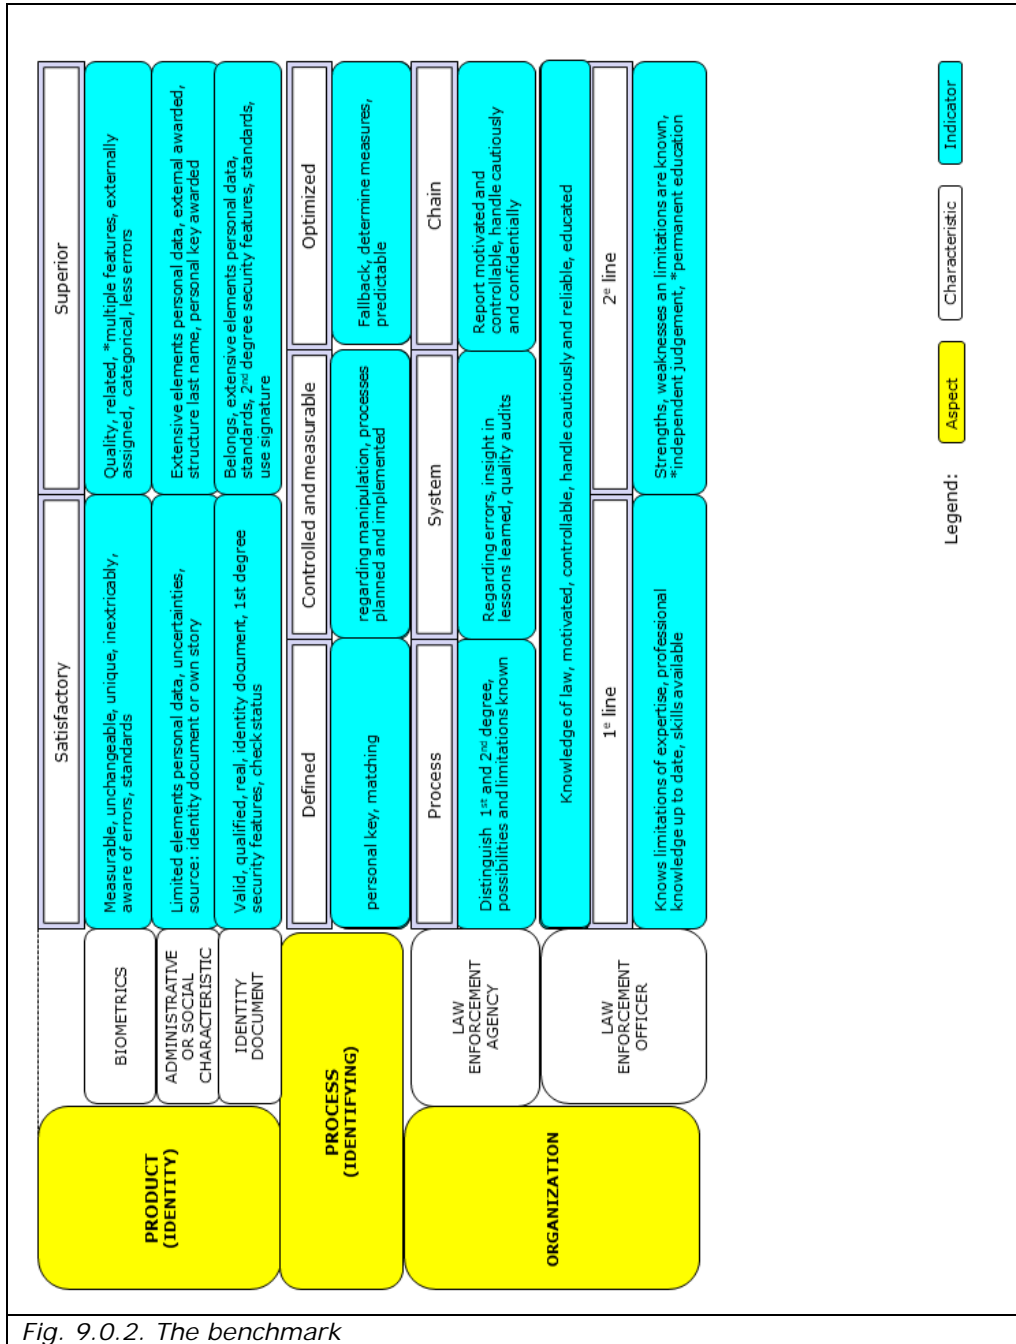 Satisfactory
Superior
PRODUCT
(IDENTITY)
BIOMETRICS
Measurable, unchangeable, unique, inextricably,
aware of errors, standards
Quality, related, *multiple features, externally
assigned, categorical, less errors
ADMINISTRATIVE
OR SOCIAL
CHARACTERISTIC
Limited elements personal data, uncertainties,
source: identity document or own story
Extensive elements personal data, external awarded,
structure last name, personal key awarded
IDENTITY
DOCUMENT
Valid, qualified, real, identity document, 1st degree
security features, check status
Belongs, extensive elements personal data,
standards, 2nd degree security features, standards,
use signature
PROCESS
(IDENTIFYING)
Defined
Controlled and measurable
Optimized
personal key, matching
regarding manipulation, processes
planned and implemented
Fallback, determine measures,
predictable
ORGANIZATION
LAW
ENFORCEMENT
AGENCY
Process
System
Chain
Distinguish 1st and 2nd degree,
possibilities and limitations known
Regarding errors, insight in
lessons learned, quality audits
Report motivated and
controllable, handle cautiously
and confidentially
LAW
ENFORCEMENT
OFFICER
Knowledge of law, motivated, controllable, handle cautiously and reliable, educated
1e line
2e line
Knows limitations of expertise, professional
knowledge up to date, skills available
Strengths, weaknesses an limitations are known,
*independent judgement, *permanent education
Legend:
Aspect
Characteristic
Indicator
Fig. 9.0.2. The benchmark